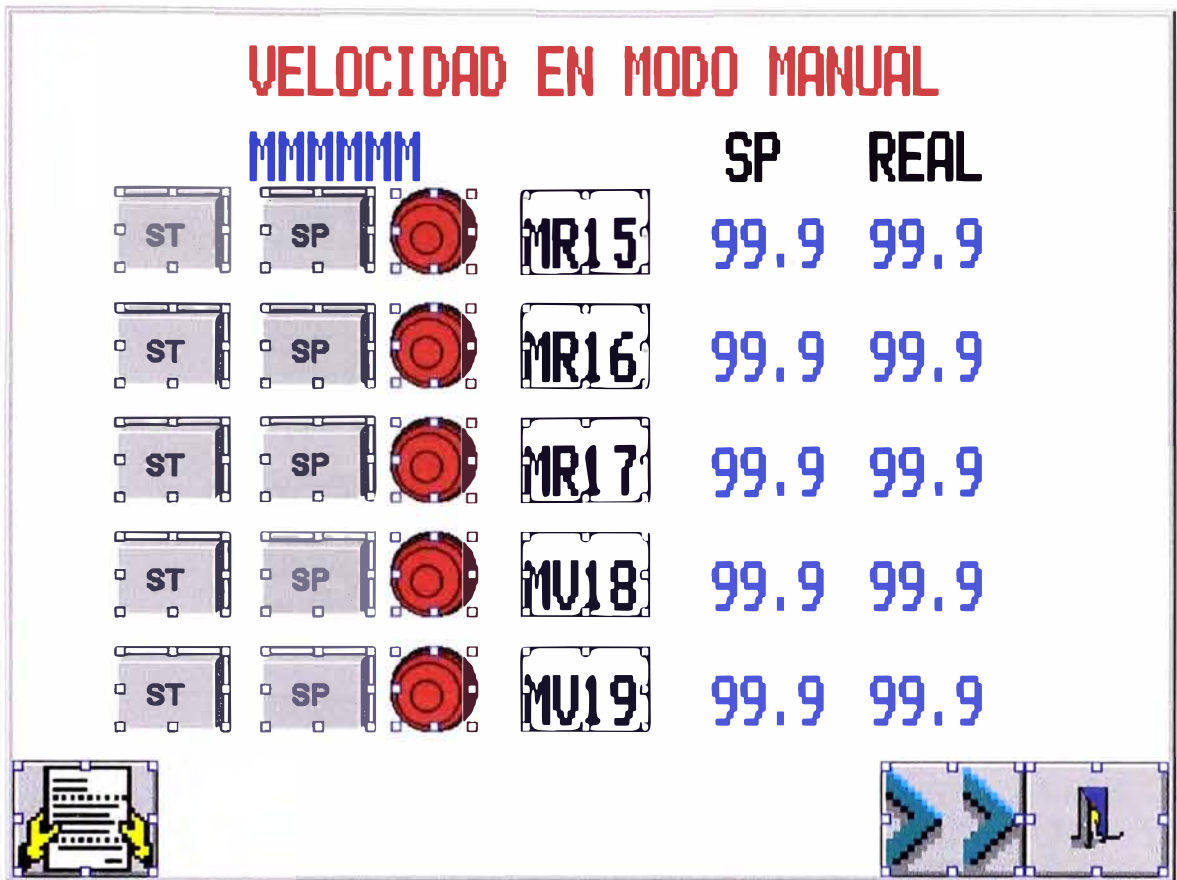 VELOCIDAD EN MODO MANUAL
MMMMMM SP REAL
ST SP MR15 99.9 99.9
ST SP MR16 99.9 99.9
ST SP MR17 99.9 99.9
ST SP MV18 99.9 99.9
ST SP MV19 99.9 99.9